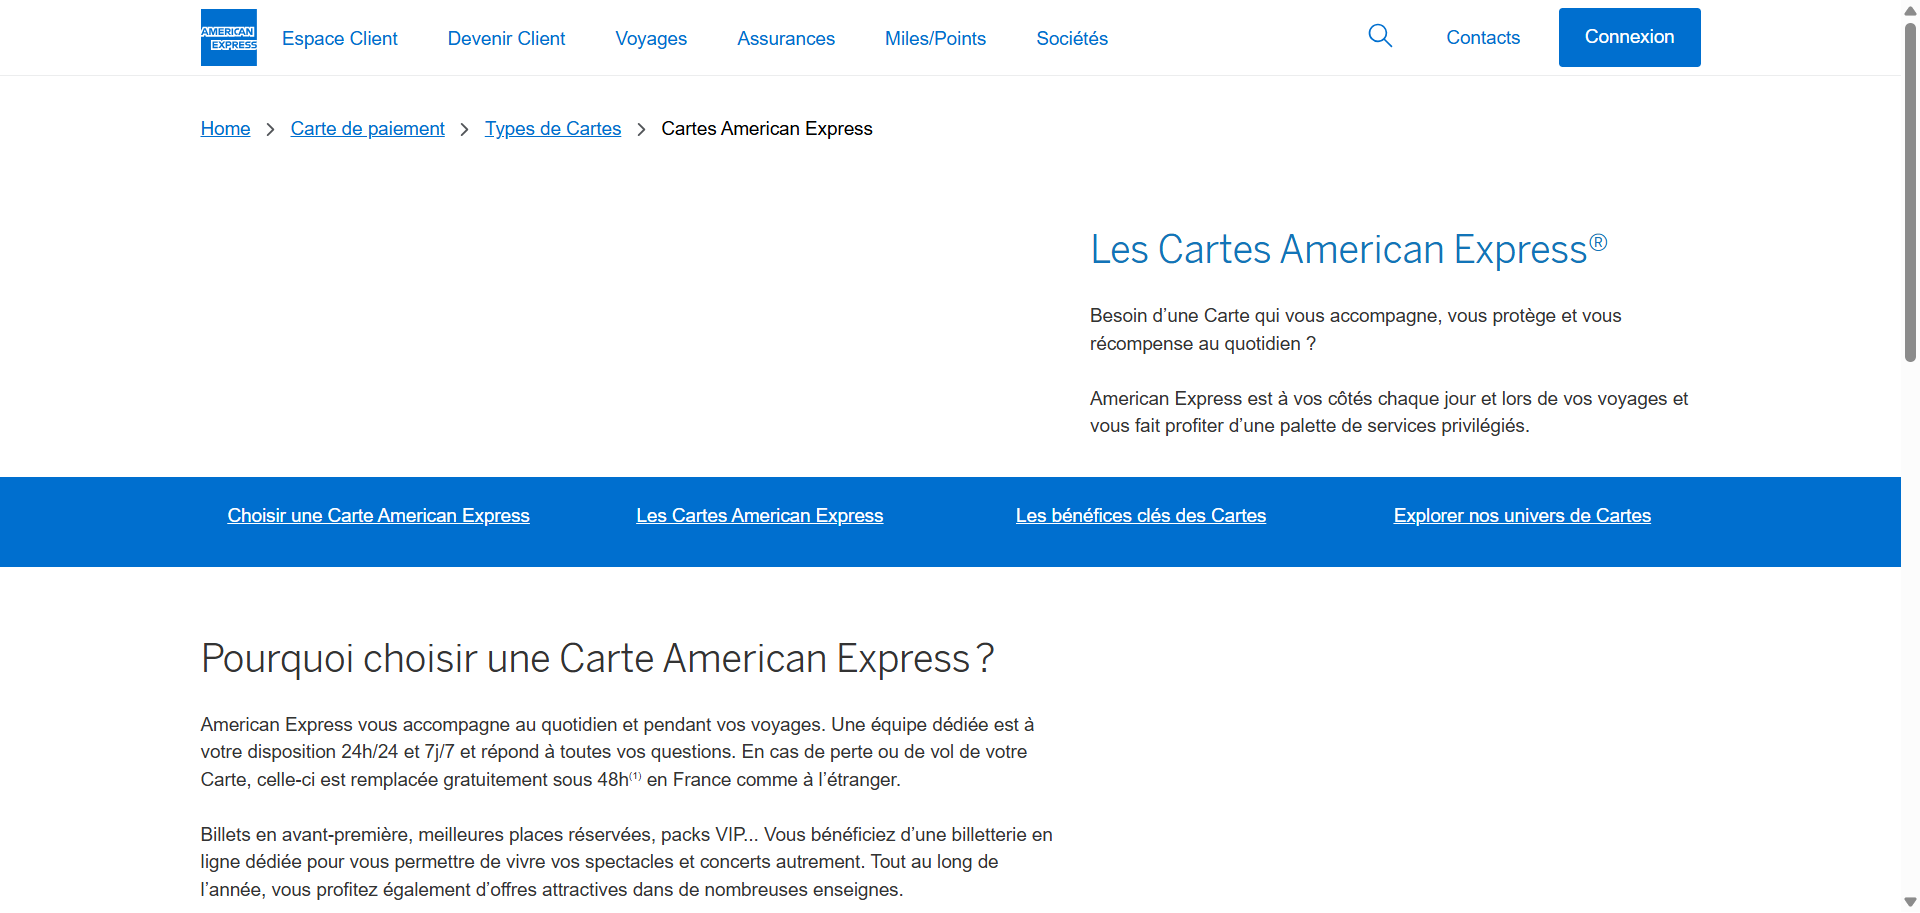 AMERICAN
EXPRESS
Espace Client
Devenir Client
Voyages
Assurances
Miles/Points
Sociétés
Contacts
Connexion
Home
Carte de paiement
Types de Cartes
Cartes American Express
Les Cartes American Express®
Besoin d’une Carte qui vous accompagne, vous protège et vous
récompense au quotidien ?
American Express est à vos côtés chaque jour et lors de vos voyages et
vous fait profiter d’une palette de services privilégiés.
Choisir une Carte American Express
Les Cartes American Express
Les bénéfices clés des Cartes
Explorer nos univers de Cartes
Pourquoi choisir une Carte American Express ?
American Express vous accompagne au quotidien et pendant vos voyages. Une équipe dédiée est à
votre disposition 24h/24 et 7j/7 et répond à toutes vos questions. En cas de perte ou de vol de votre
Carte, celle-ci est remplacée gratuitement sous 48h(1) en France comme à l’étranger.
Billets en avant-première, meilleures places réservées, packs VIP... Vous bénéficiez d’une billetterie en
ligne dédiée pour vous permettre de vivre vos spectacles et concerts autrement. Tout au long de
l’année, vous profitez également d’offres attractives dans de nombreuses enseignes.